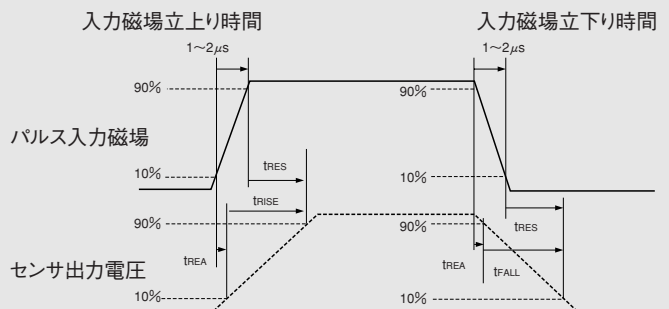 入力磁場立上り時間
入力磁場立下り時間
1~2μs
1~2μs
90%
90%
パルス入力磁場
10%
10%
tRES
tRISE
tRES
90%
90%
tREA
tREA
tFALL
センサ出力電圧
10%
10%